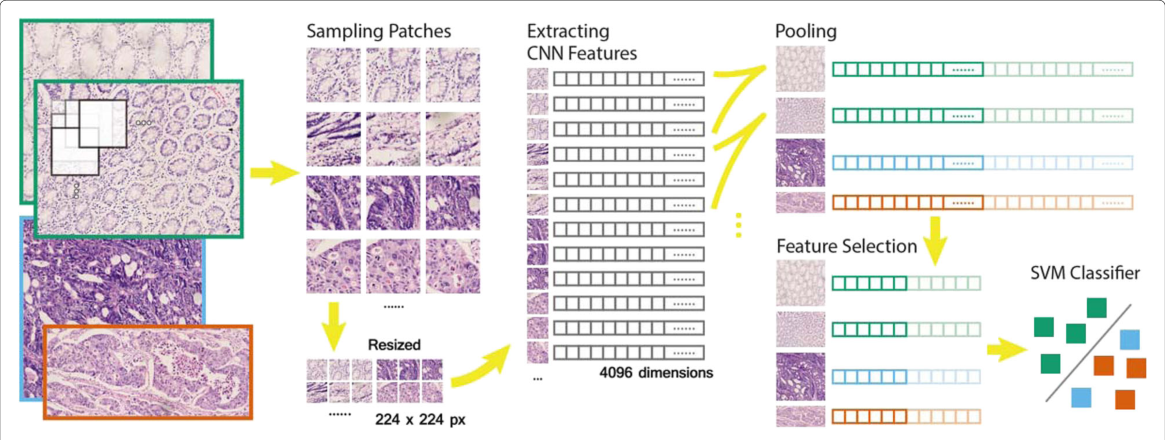 Sampling Patches
Extracting
CNN Features
Pooling
......
Resized
......
224 x 224 px
...
4096 dimensions
Feature Selection
SVM Classifier